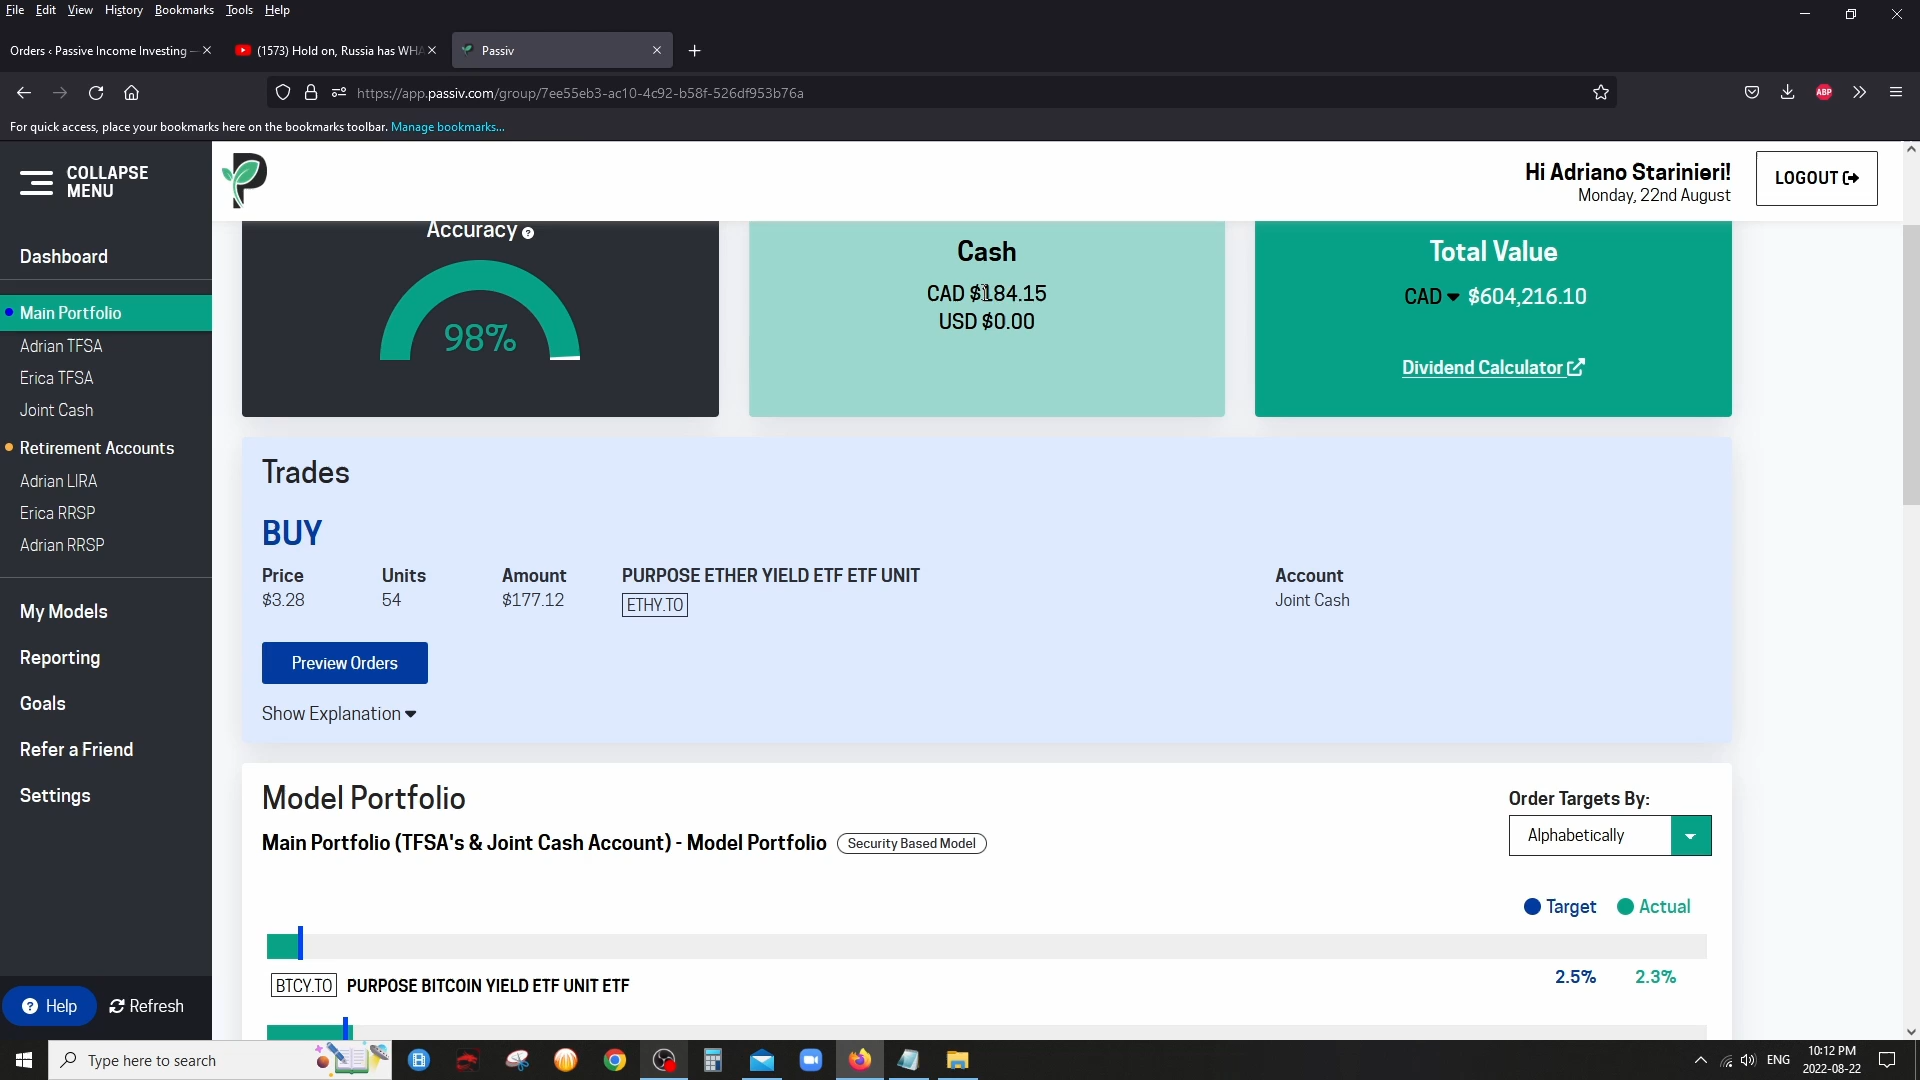 File Edit View History Bookmarks Tools Help
Orders ‹ Passive Income Investing —
(1573) Hold on, Russia has WHA
Passiv
https://app.passiv.com/group/7ee55eb3-ac10-4c92-b58f-526df953b76a
ABP
For quick access, place your bookmarks here on the bookmarks toolbar. Manage bookmarks...
COLLAPSE
MENU
Hi Adriano Starinieri!
Monday, 22nd August
LOGOUT
Dashboard
Main Portfolio
Adrian TFSA
Erica TFSA
Joint Cash
Retirement Accounts
Adrian LIRA
Erica RRSP
Adrian RRSP
My Models
Reporting
Goals
Refer a Friend
Settings
Help
Refresh
Accuracy ?
98%
Cash
CAD $184.15
USD $0.00
Total Value
CAD $604,216.10
Dividend Calculator
Trades
BUY
Price Units Amount PURPOSE ETHER YIELD ETF ETF UNIT Account
$3.28 54 $177.12 ETHY.TO Joint Cash
Preview Orders
Show Explanation
Model Portfolio
Main Portfolio (TFSA's & Joint Cash Account) - Model Portfolio Security Based Model
Order Targets By:
Alphabetically
Target Actual
BTCY.TO PURPOSE BITCOIN YIELD ETF UNIT ETF 2.5% 2.3%
Type here to search
ENG
10:12 PM
2022-08-22